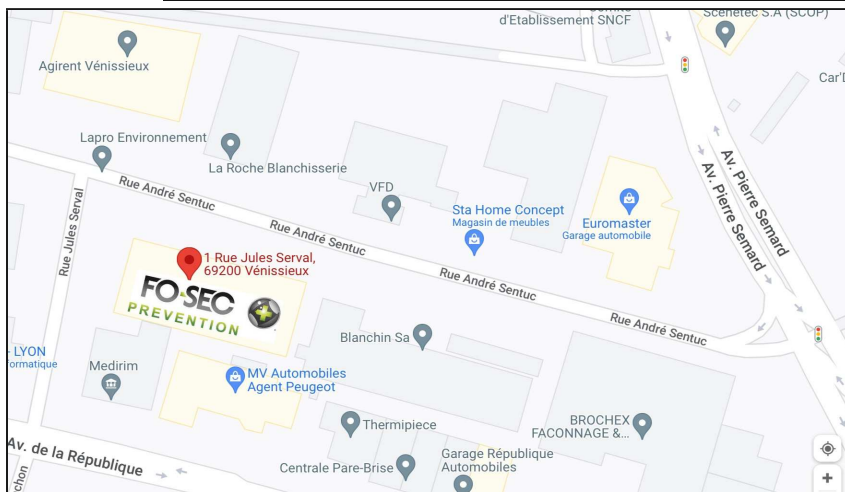 d'Etablissement SNCF
Scenetec S.A (SCOP)
Agirent Vénissieux
Car'D
Lapro Environnement
La Roche Blanchisserie
Rue André Sentuc
VFD
Av. Pierre Semard
Av. Pierre Semard
Sta Home Concept
Magasin de meubles
Euromaster
Garage automobile
Rue Jules Serval
Rue André Sentuc
1 Rue Jules Serval,
69200 Vénissieux
Rue André Sentuc
FO-SEC
PREVENTION
Rue André Sentuc
Blanchin Sa
- LYON
ormatique
Medirim
MV Automobiles
Agent Peugeot
Thermipiece
BROCHEX
FACONNAGE &...
Av. de la République
Centrale Pare-Brise
Garage République
Automobiles
chon